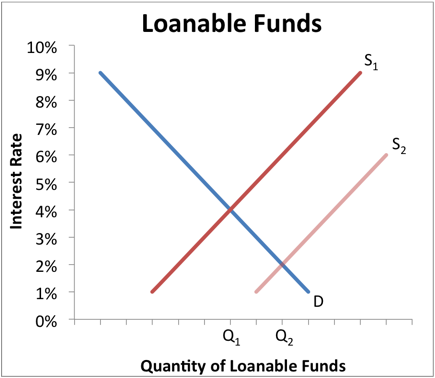 Loanable Funds
10%
9%
8%
7%
6%
5%
4%
3%
2%
1%
0%
Interest Rate
S₁
S₂
D
Q₁ Q₂
Quantity of Loanable Funds